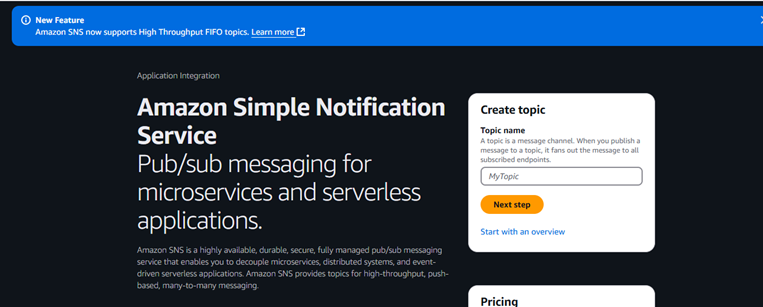 New Feature
Amazon SNS now supports High Throughput FIFO topics. Learn more
Application Integration
Amazon Simple Notification
Service
Pub/sub messaging for
microservices and serverless
applications.
Amazon SNS is a highly available, durable, secure, fully managed pub/sub messaging
service that enables you to decouple microservices, distributed systems, and event-
driven serverless applications. Amazon SNS provides topics for high-throughput, push-
based, many-to-many messaging.
Create topic
Topic name
A topic is a message channel. When you publish a
message to a topic, it fans out the message to all
subscribed endpoints.
MyTopic
Next step
Start with an overview
Pricing